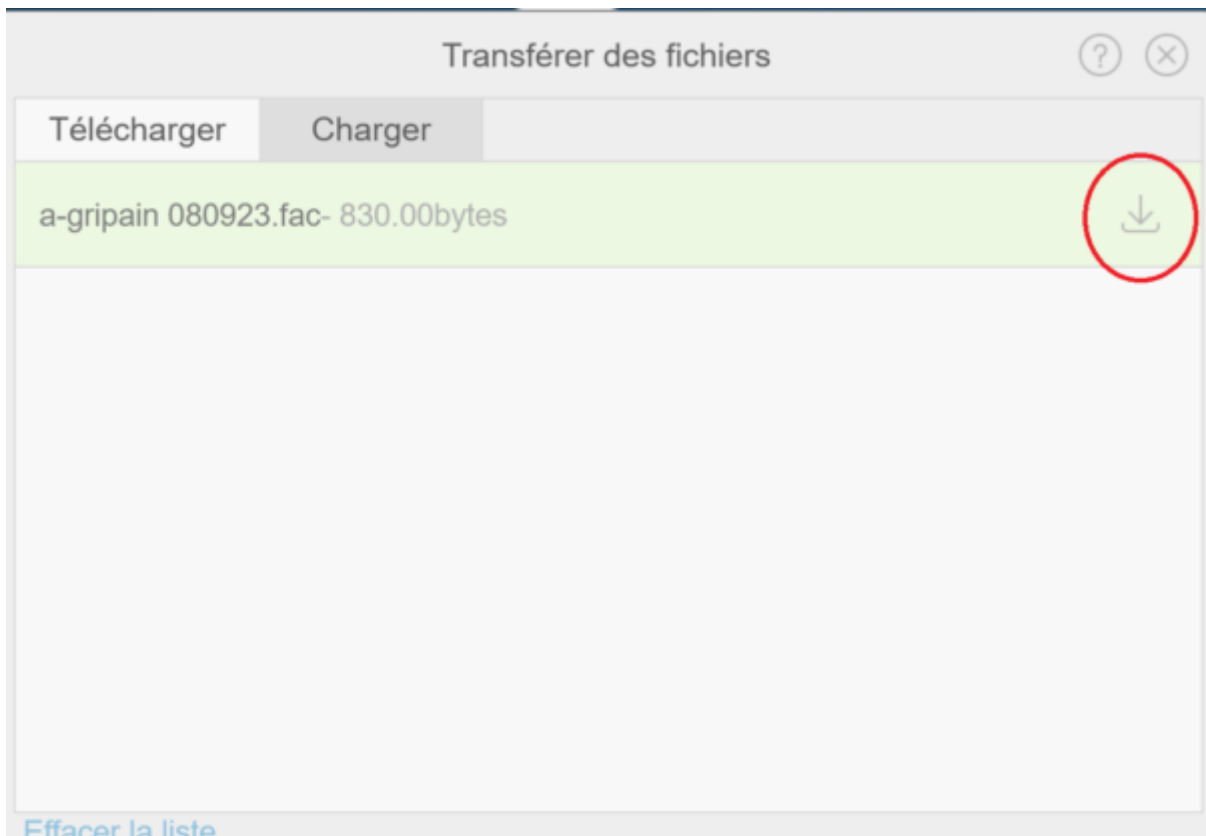 Transférer des fichiers
Télécharger Charger
a-gripain 080923.fac- 830.00bytes
Effacer la liste